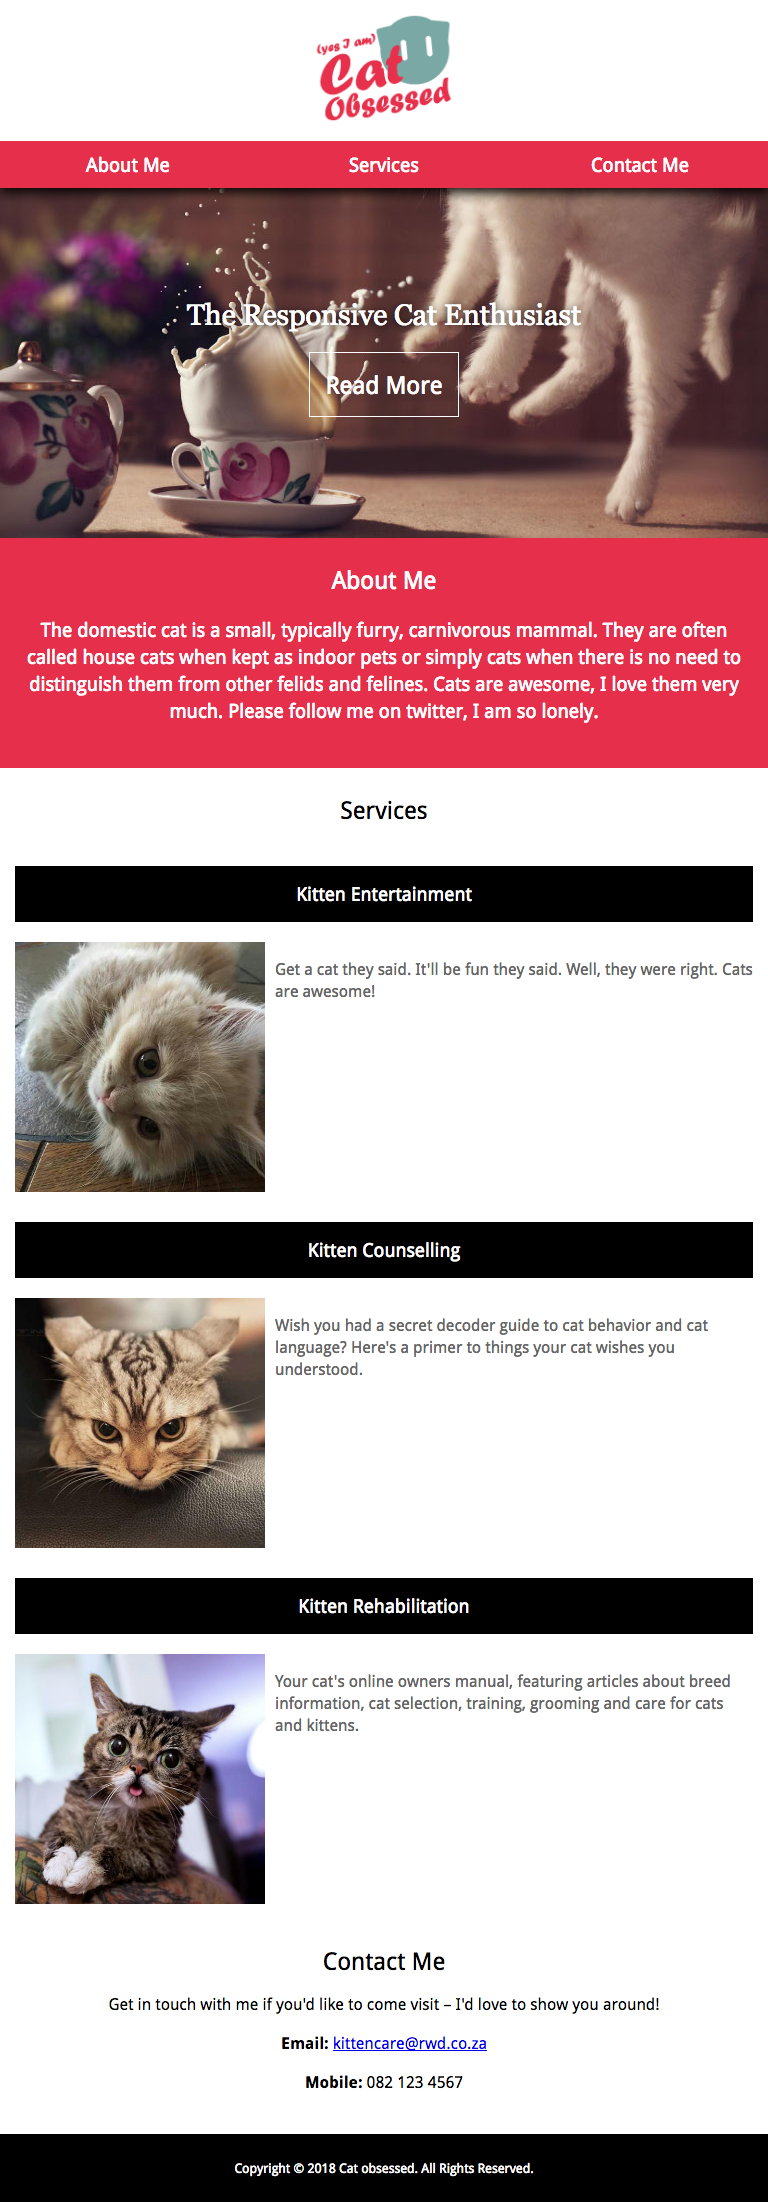 (yes I am)
Cat
Obsessed
About Me
Services
Contact Me
The Responsive Cat Enthusiast
Read More
About Me
The domestic cat is a small, typically furry, carnivorous mammal. They are often
called house cats when kept as indoor pets or simply cats when there is no need to
distinguish them from other felids and felines. Cats are awesome, I love them very
much. Please follow me on twitter, I am so lonely.
Services
Kitten Entertainment
Get a cat they said. It'll be fun they said. Well, they were right. Cats
are awesome!
Kitten Counselling
Wish you had a secret decoder guide to cat behavior and cat
language? Here's a primer to things your cat wishes you
understood.
Kitten Rehabilitation
Your cat's online owners manual, featuring articles about breed
information, cat selection, training, grooming and care for cats
and kittens.
Contact Me
Get in touch with me if you'd like to come visit – I'd love to show you around!
Email: kittencare@rwd.co.za
Mobile: 082 123 4567
Copyright © 2018 Cat obsessed. All Rights Reserved.